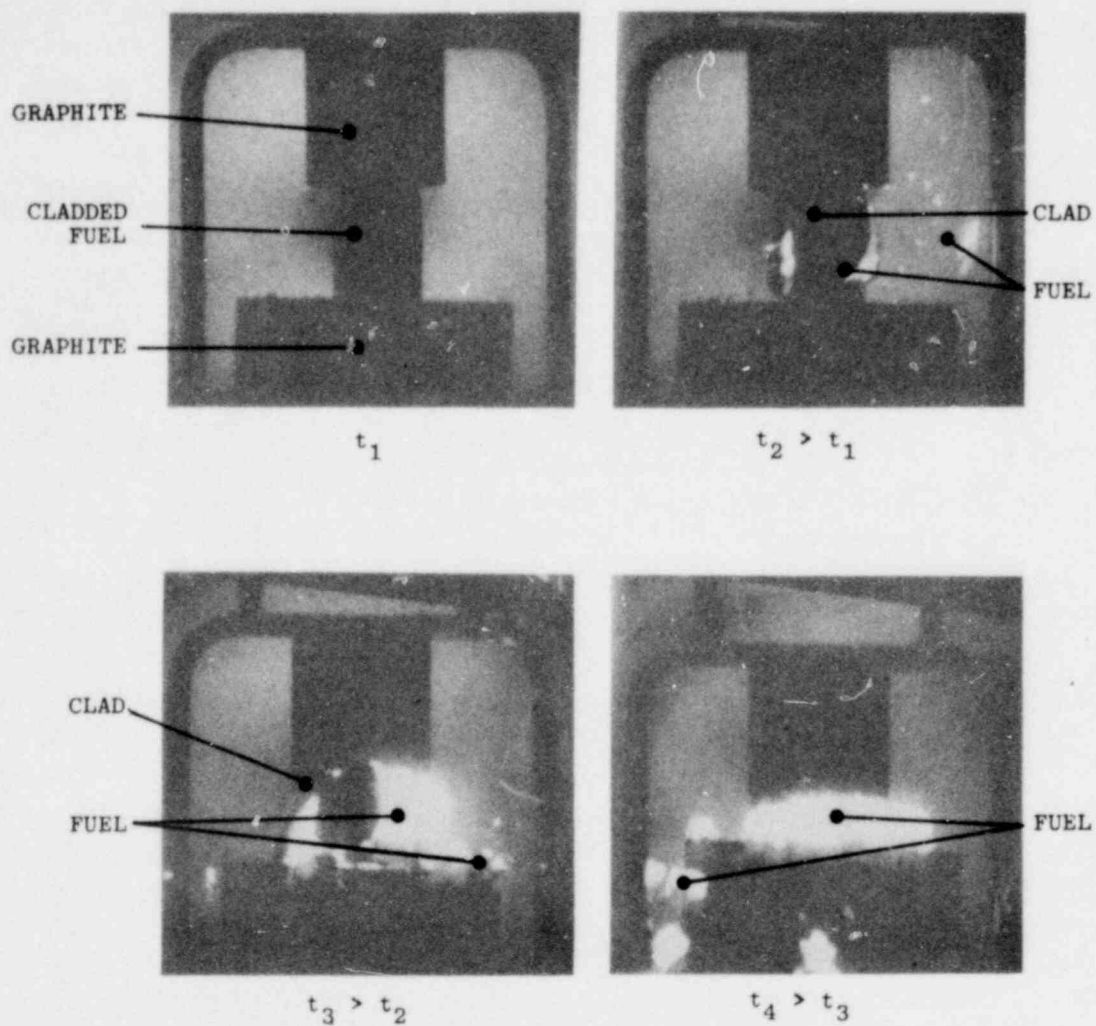 GRAPHITE
CLADDED
FUEL
GRAPHITE
CLAD
FUEL
t₁
t₂ > t₁
CLAD
FUEL
FUEL
t₃ > t₂
t₄ > t₃